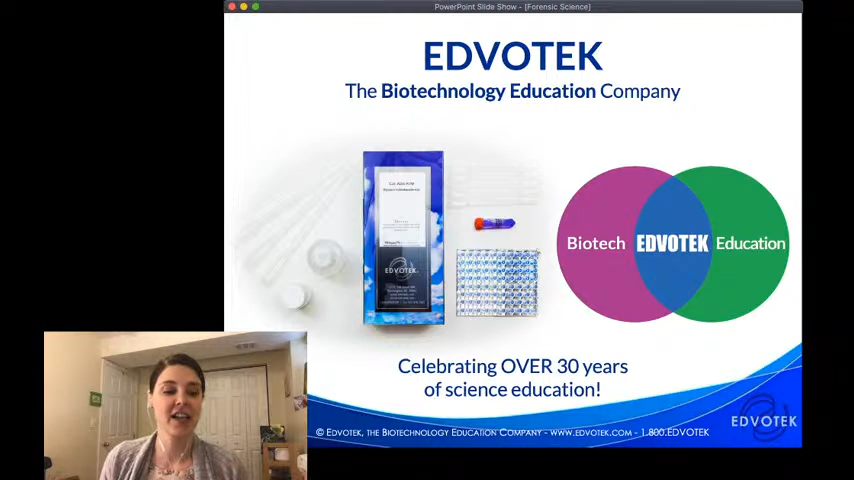 PowerPoint Slide Show - [Forensic Science]
EDVOTEK
The Biotechnology Education Company
EDVOTEK
Biotech EDVOTEK Education
Celebrating OVER 30 years
of science education!
EDVOTEK
© EDVOTEK, THE BIOTECHNOLOGY EDUCATION COMPANY - WWW.EDVOTEK.COM - 1.800.EDVOTEK